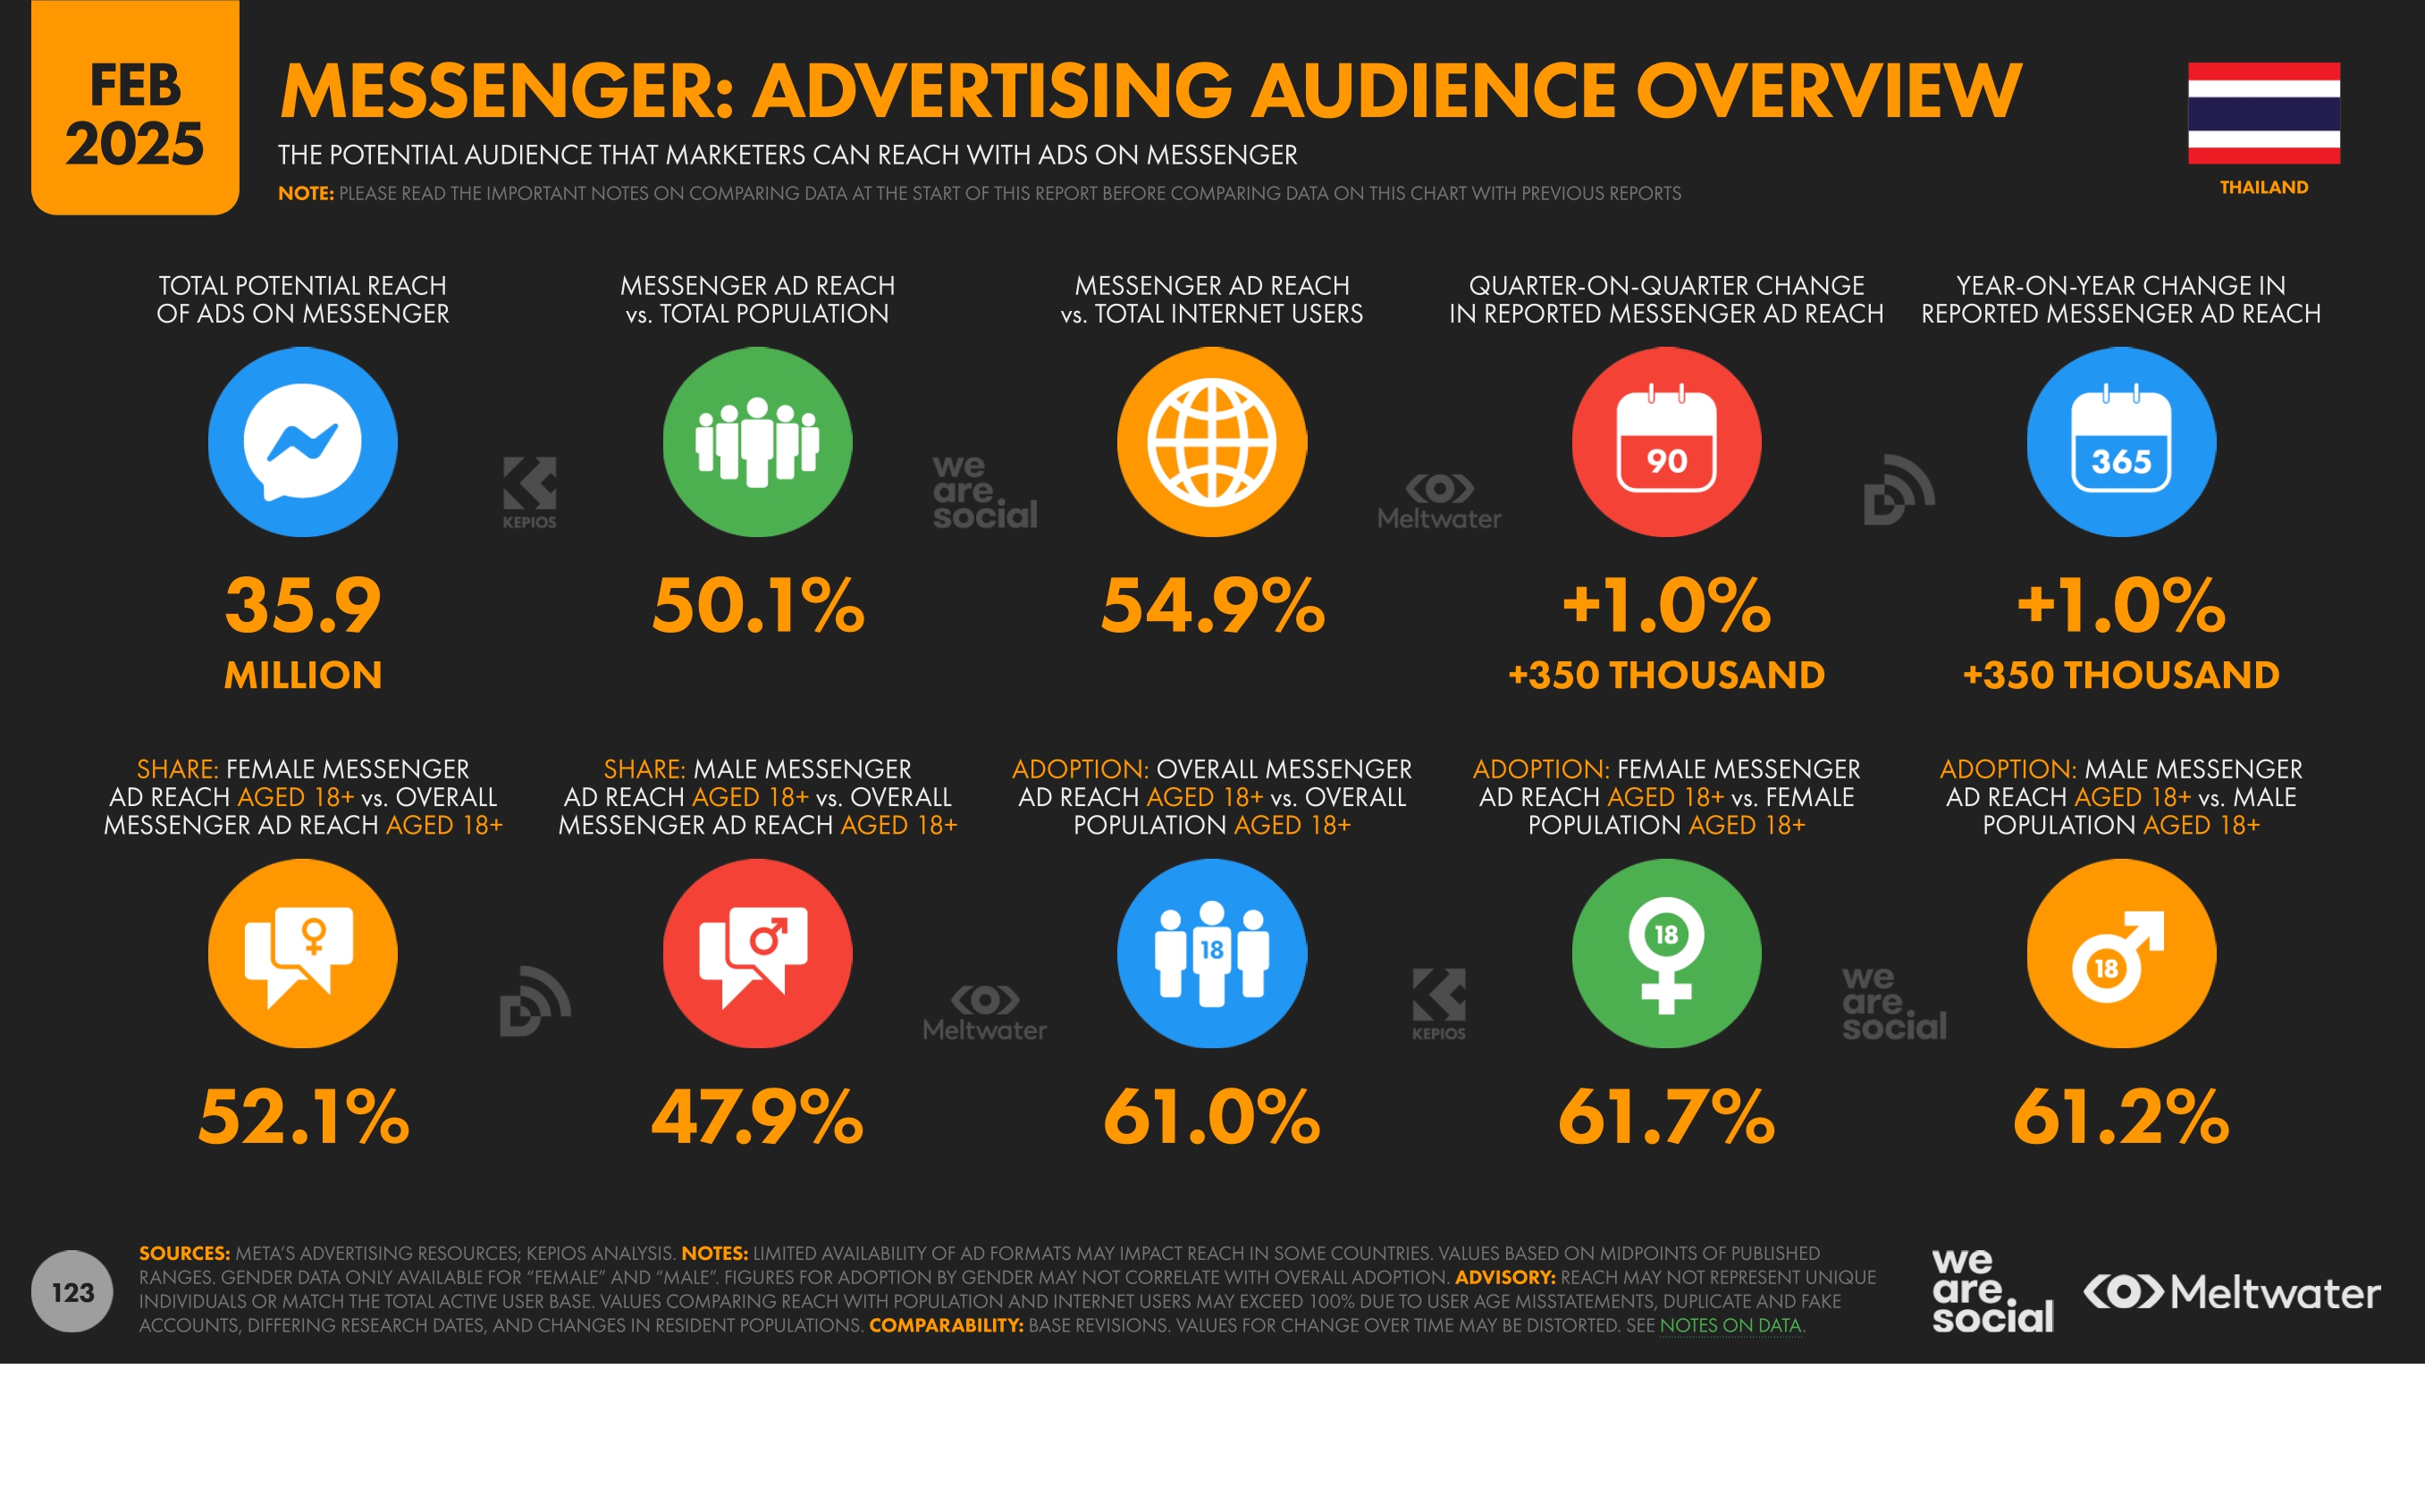 FEB
2025
MESSENGER: ADVERTISING AUDIENCE OVERVIEW
THE POTENTIAL AUDIENCE THAT MARKETERS CAN REACH WITH ADS ON MESSENGER
NOTE: PLEASE READ THE IMPORTANT NOTES ON COMPARING DATA AT THE START OF THIS REPORT BEFORE COMPARING DATA ON THIS CHART WITH PREVIOUS REPORTS
THAILAND
TOTAL POTENTIAL REACH
OF ADS ON MESSENGER
35.9
MILLION
MESSENGER AD REACH
vs. TOTAL POPULATION
50.1%
MESSENGER AD REACH
vs. TOTAL INTERNET USERS
54.9%
QUARTER-ON-QUARTER CHANGE
IN REPORTED MESSENGER AD REACH
90
+1.0%
+350 THOUSAND
YEAR-ON-YEAR CHANGE IN
REPORTED MESSENGER AD REACH
365
+1.0%
+350 THOUSAND
KEPIOS
we
are.
social
Meltwater
SHARE: FEMALE MESSENGER
AD REACH AGED 18+ vs. OVERALL
MESSENGER AD REACH AGED 18+
52.1%
SHARE: MALE MESSENGER
AD REACH AGED 18+ vs. OVERALL
MESSENGER AD REACH AGED 18+
47.9%
ADOPTION: OVERALL MESSENGER
AD REACH AGED 18+ vs. OVERALL
POPULATION AGED 18+
18
61.0%
ADOPTION: FEMALE MESSENGER
AD REACH AGED 18+ vs. FEMALE
POPULATION AGED 18+
18
61.7%
ADOPTION: MALE MESSENGER
AD REACH AGED 18+ vs. MALE
POPULATION AGED 18+
18
61.2%
Meltwater
KEPIOS
we
are.
social
123
SOURCES: META'S ADVERTISING RESOURCES; KEPIOS ANALYSIS. NOTES: LIMITED AVAILABILITY OF AD FORMATS MAY IMPACT REACH IN SOME COUNTRIES. VALUES BASED ON MIDPOINTS OF PUBLISHED
RANGES. GENDER DATA ONLY AVAILABLE FOR "FEMALE" AND "MALE". FIGURES FOR ADOPTION BY GENDER MAY NOT CORRELATE WITH OVERALL ADOPTION. ADVISORY: REACH MAY NOT REPRESENT UNIQUE
INDIVIDUALS OR MATCH THE TOTAL ACTIVE USER BASE. VALUES COMPARING REACH WITH POPULATION AND INTERNET USERS MAY EXCEED 100% DUE TO USER AGE MISSTATEMENTS, DUPLICATE AND FAKE
ACCOUNTS, DIFFERING RESEARCH DATES, AND CHANGES IN RESIDENT POPULATIONS. COMPARABILITY: BASE REVISIONS. VALUES FOR CHANGE OVER TIME MAY BE DISTORTED. SEE NOTES ON DATA.
we
are.
social
Meltwater